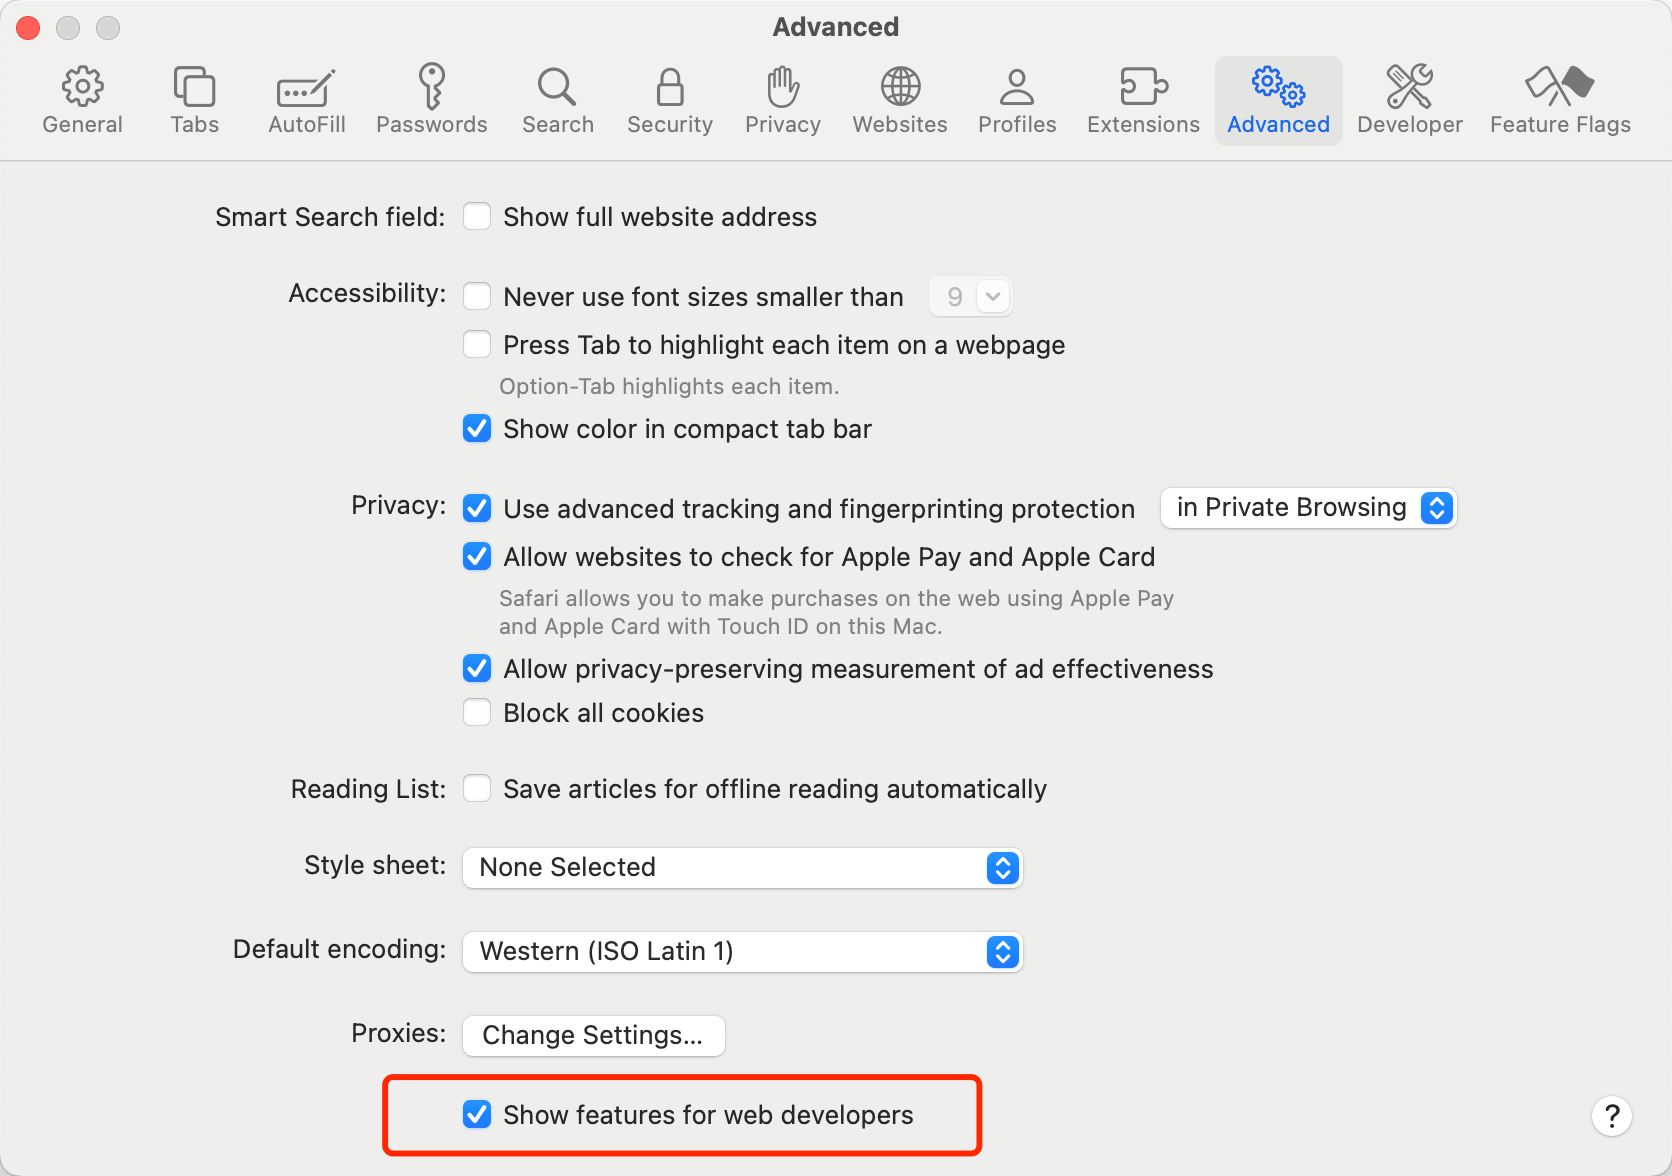 Advanced
General Tabs AutoFill Passwords Search Security Privacy Websites Profiles Extensions Advanced Developer Feature Flags
Smart Search field: Show full website address
Accessibility: Never use font sizes smaller than 9
Press Tab to highlight each item on a webpage
Option-Tab highlights each item.
Show color in compact tab bar
Privacy: Use advanced tracking and fingerprinting protection in Private Browsing
Allow websites to check for Apple Pay and Apple Card
Safari allows you to make purchases on the web using Apple Pay
and Apple Card with Touch ID on this Mac.
Allow privacy-preserving measurement of ad effectiveness
Block all cookies
Reading List: Save articles for offline reading automatically
Style sheet: None Selected
Default encoding: Western (ISO Latin 1)
Proxies: Change Settings...
Show features for web developers
?